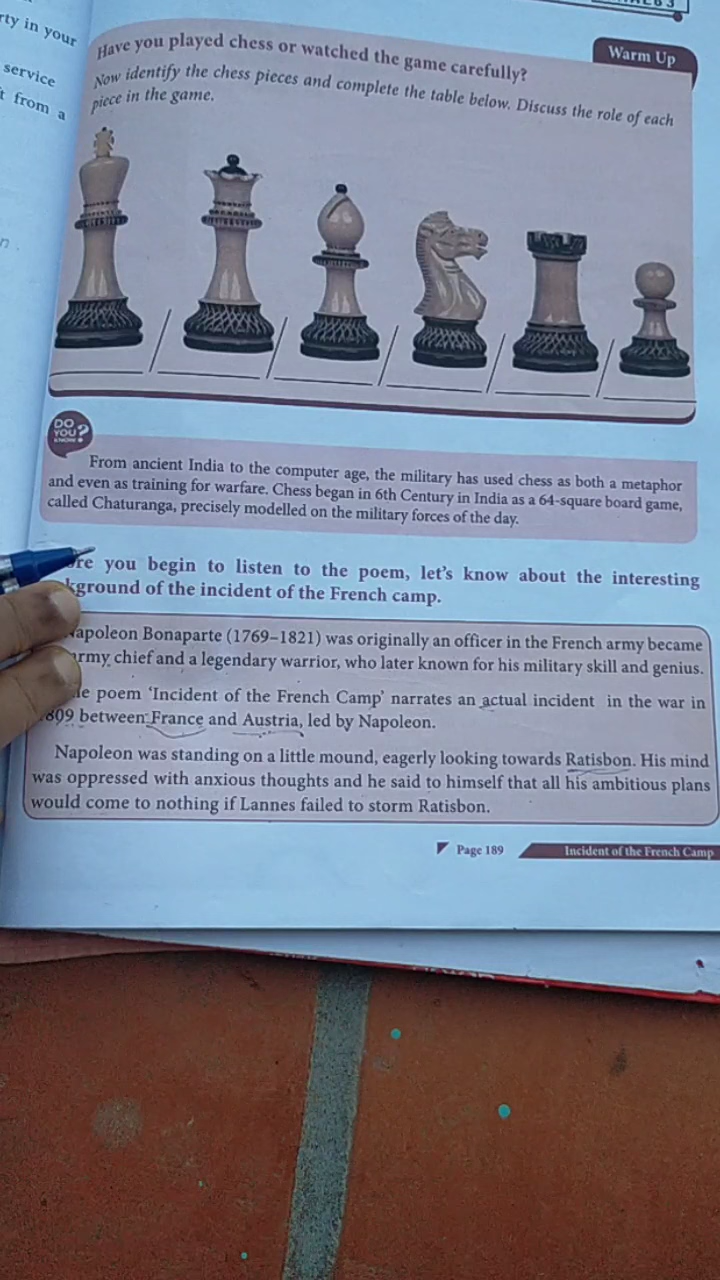 rty in your
service
t from a
Warm Up
Have you played chess or watched the game carefully?
Now identify the chess pieces and complete the table below. Discuss the role of each
piece in the game.
DO
YOU ?
KNOW
From ancient India to the computer age, the military has used chess as both a metaphor
and even as training for warfare. Chess began in 6th Century in India as a 64-square board game,
called Chaturanga, precisely modelled on the military forces of the day.
re you begin to listen to the poem, let's know about the interesting
kground of the incident of the French camp.
apoleon Bonaparte (1769–1821) was originally an officer in the French army became
rmy chief and a legendary warrior, who later known for his military skill and genius.
e poem 'Incident of the French Camp' narrates an actual incident in the war in
809 between France and Austria, led by Napoleon.
Napoleon was standing on a little mound, eagerly looking towards Ratisbon. His mind
was oppressed with anxious thoughts and he said to himself that all his ambitious plans
would come to nothing if Lannes failed to storm Ratisbon.
Page 189
Incident of the French Camp